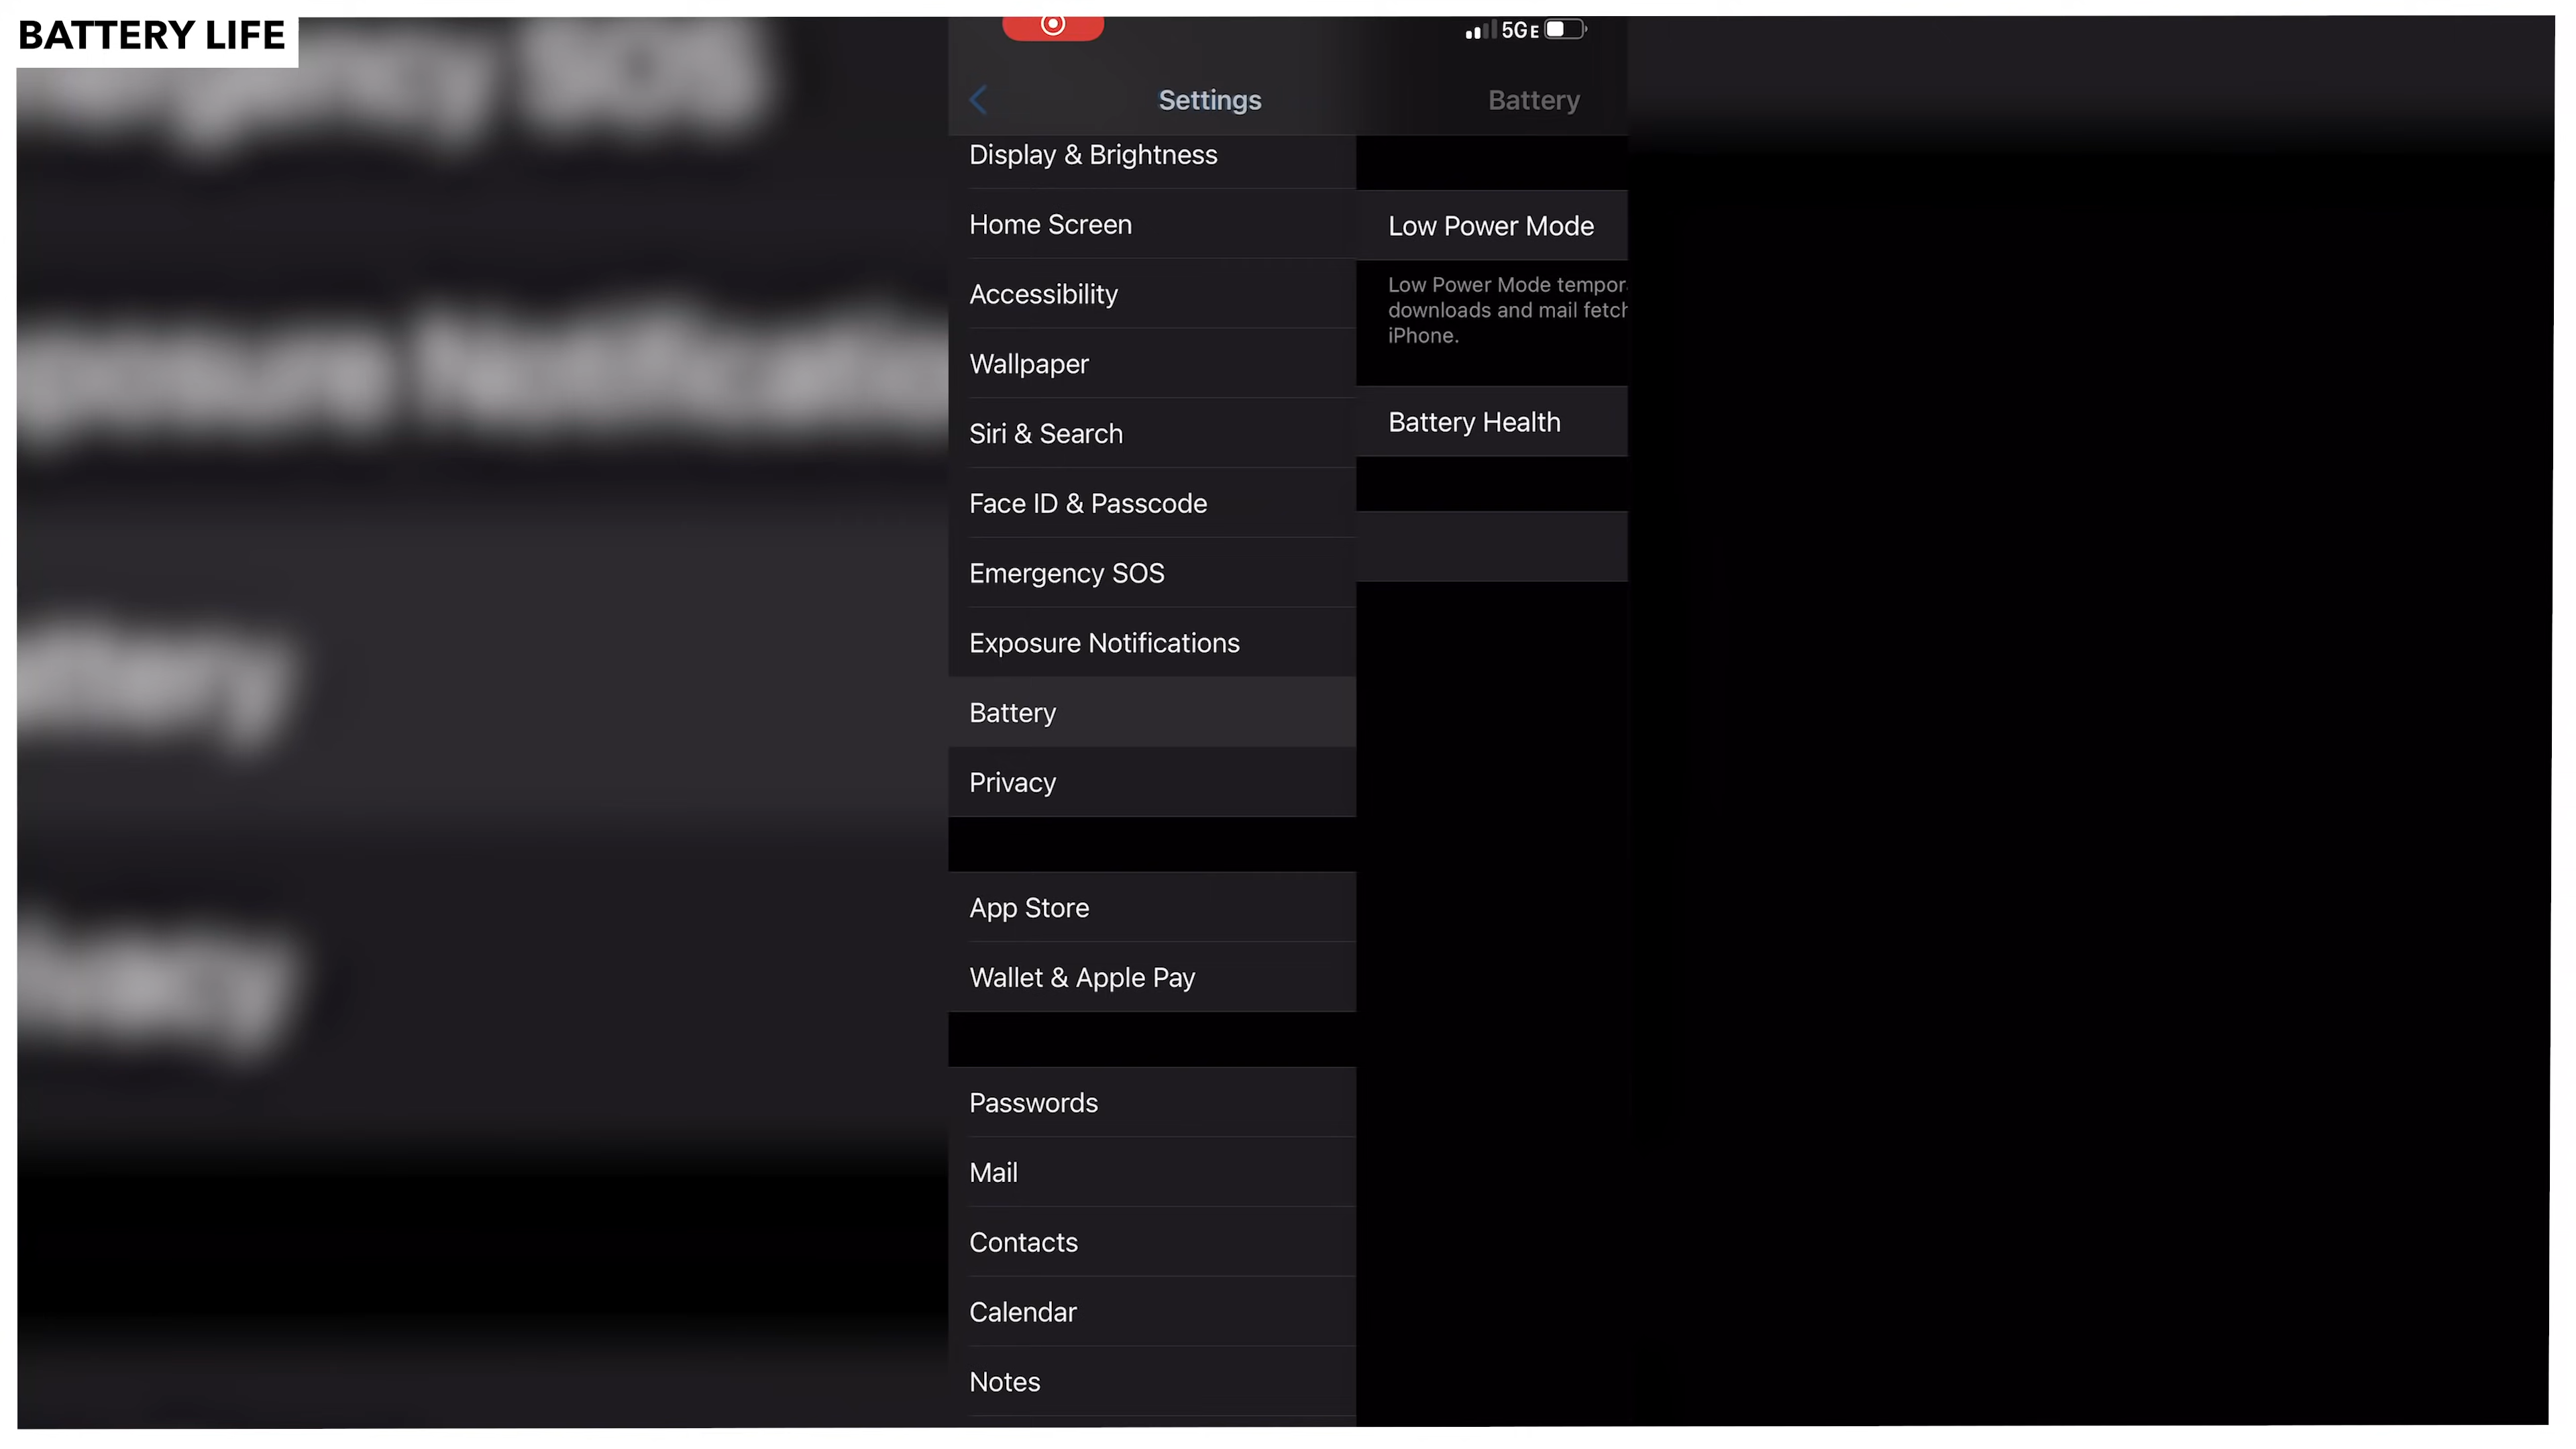 BATTERY LIFE
5GE
Settings
Battery
Display & Brightness
Home Screen
Accessibility
Wallpaper
Siri & Search
Face ID & Passcode
Emergency SOS
Exposure Notifications
Battery
Privacy
App Store
Wallet & Apple Pay
Passwords
Mail
Contacts
Calendar
Notes
Low Power Mode
Low Power Mode tempor
downloads and mail fetch
iPhone.
Battery Health